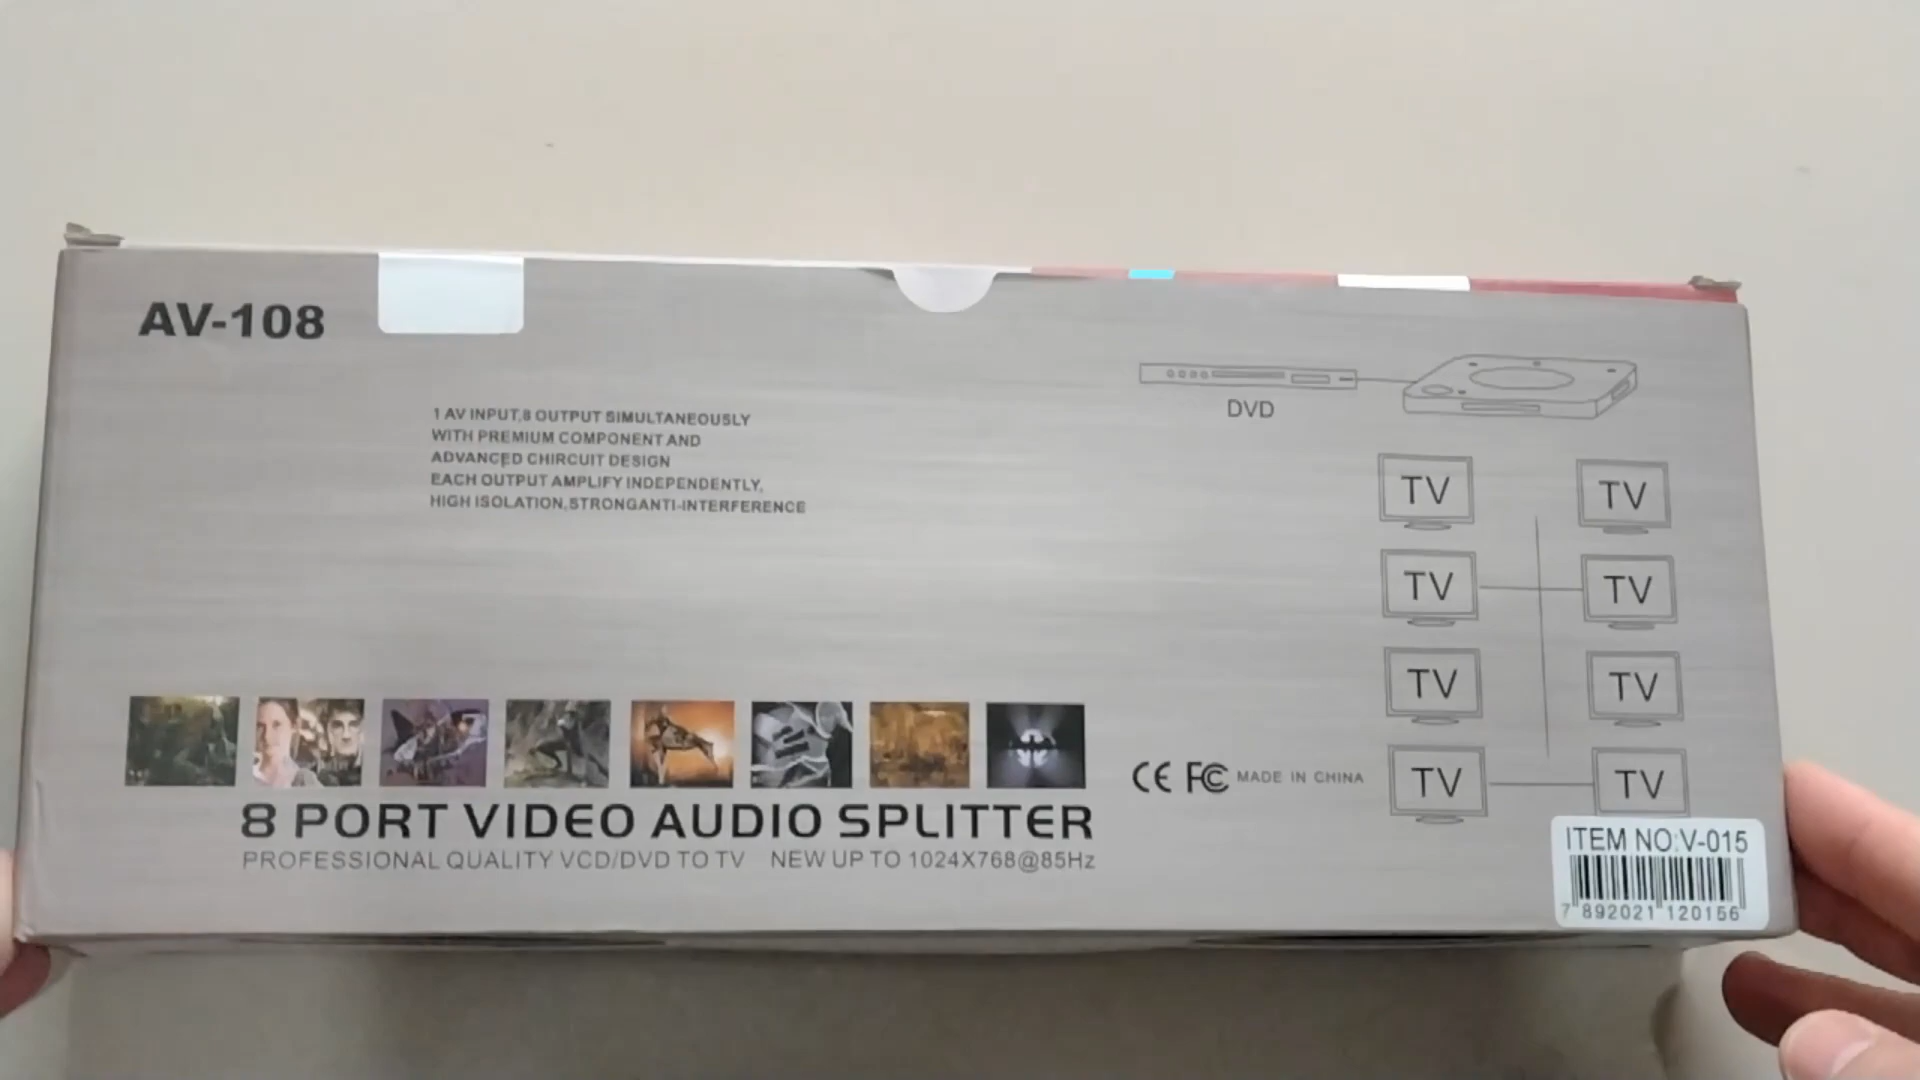 AV-108
1 AV INPUT,8 OUTPUT SIMULTANEOUSLY
WITH PREMIUM COMPONENT AND
ADVANCED CHIRCUIT DESIGN
EACH OUTPUT AMPLIFY INDEPENDENTLY,
HIGH ISOLATION,STRONGANTI-INTERFERENCE
DVD
TV TV
TV TV
TV TV
TV TV
CE FC MADE IN CHINA
8 PORT VIDEO AUDIO SPLITTER
PROFESSIONAL QUALITY VCD/DVD TO TV NEW UP TO 1024X768@85Hz
ITEM NO:V-015
7 892021 120156